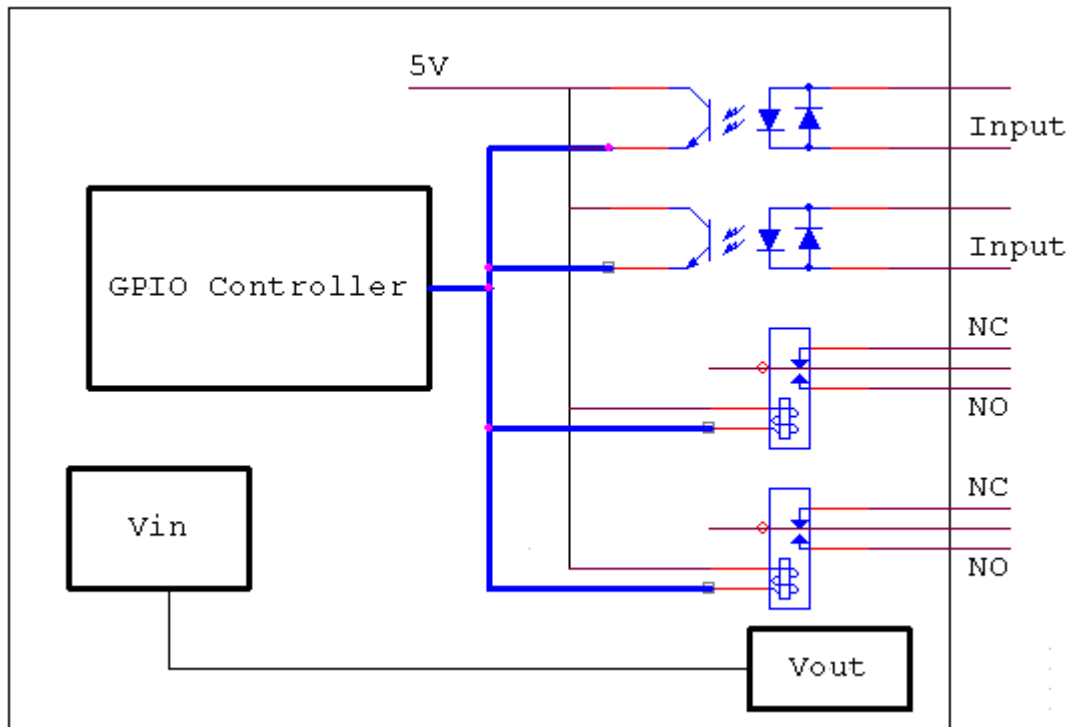 5V
Input
Input
GPIO Controller
NC
NO
NC
Vin
NO
Vout